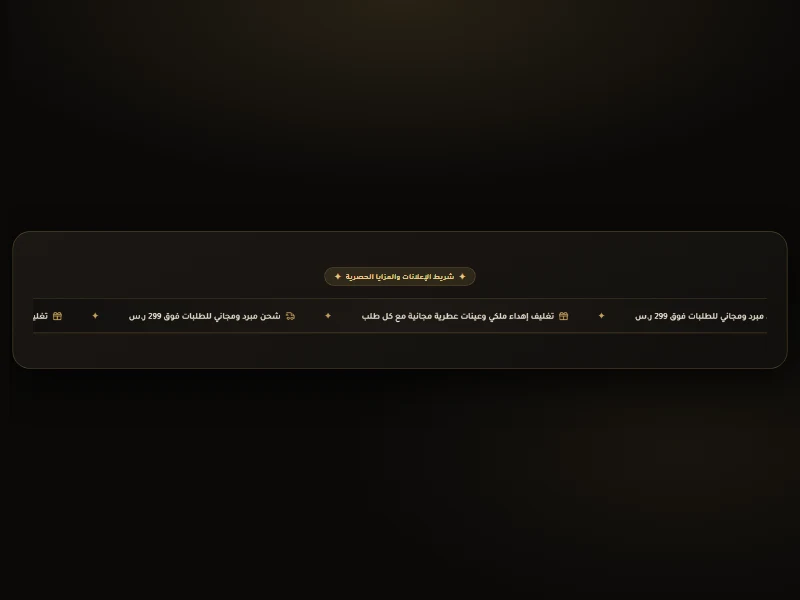 ✦ شريط الإعلانات والمزايا الحصرية ✦
مبرد ومجاني للطلبات فوق 299 ر.س ✦ تغليف إهداء ملكي وعينات عطرية مجانية مع كل طلب ✦ شحن مبرد ومجاني للطلبات فوق 299 ر.س ✦